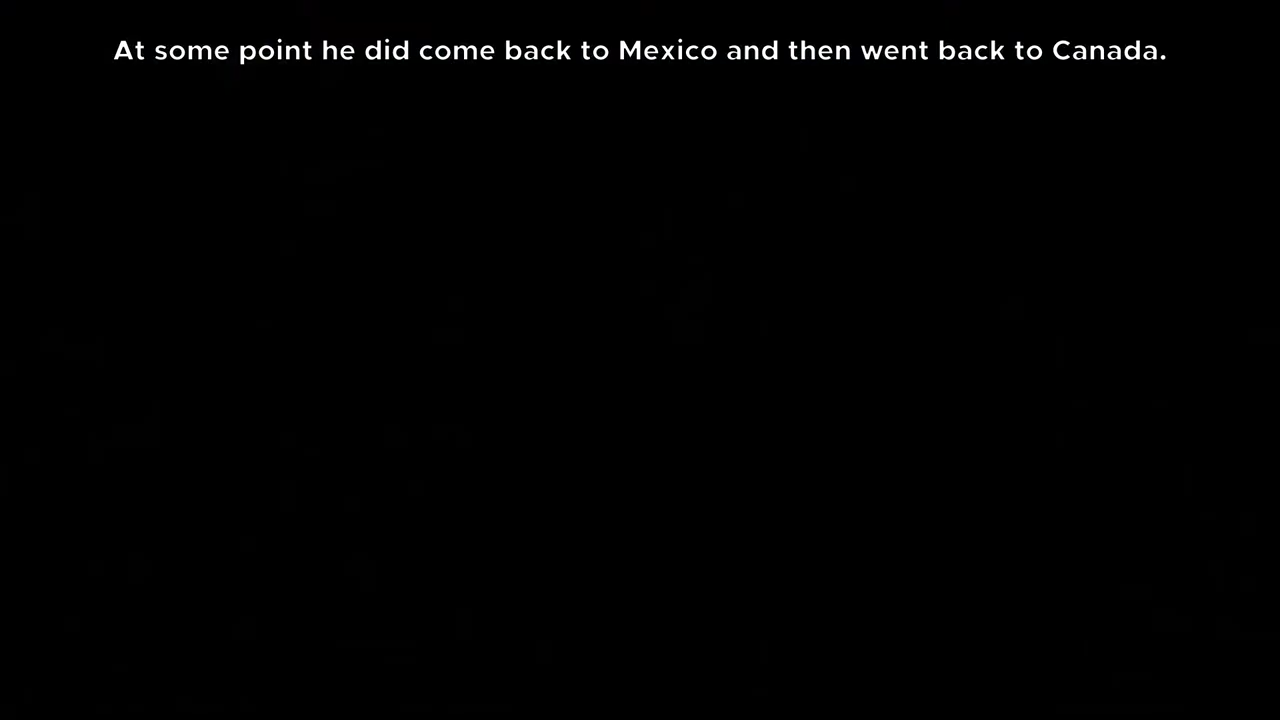 At some point he did come back to Mexico and then went back to Canada.